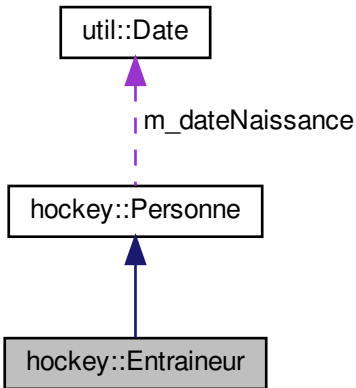 util::Date
m_dateNaissance
hockey::Personne
hockey::Entraineur